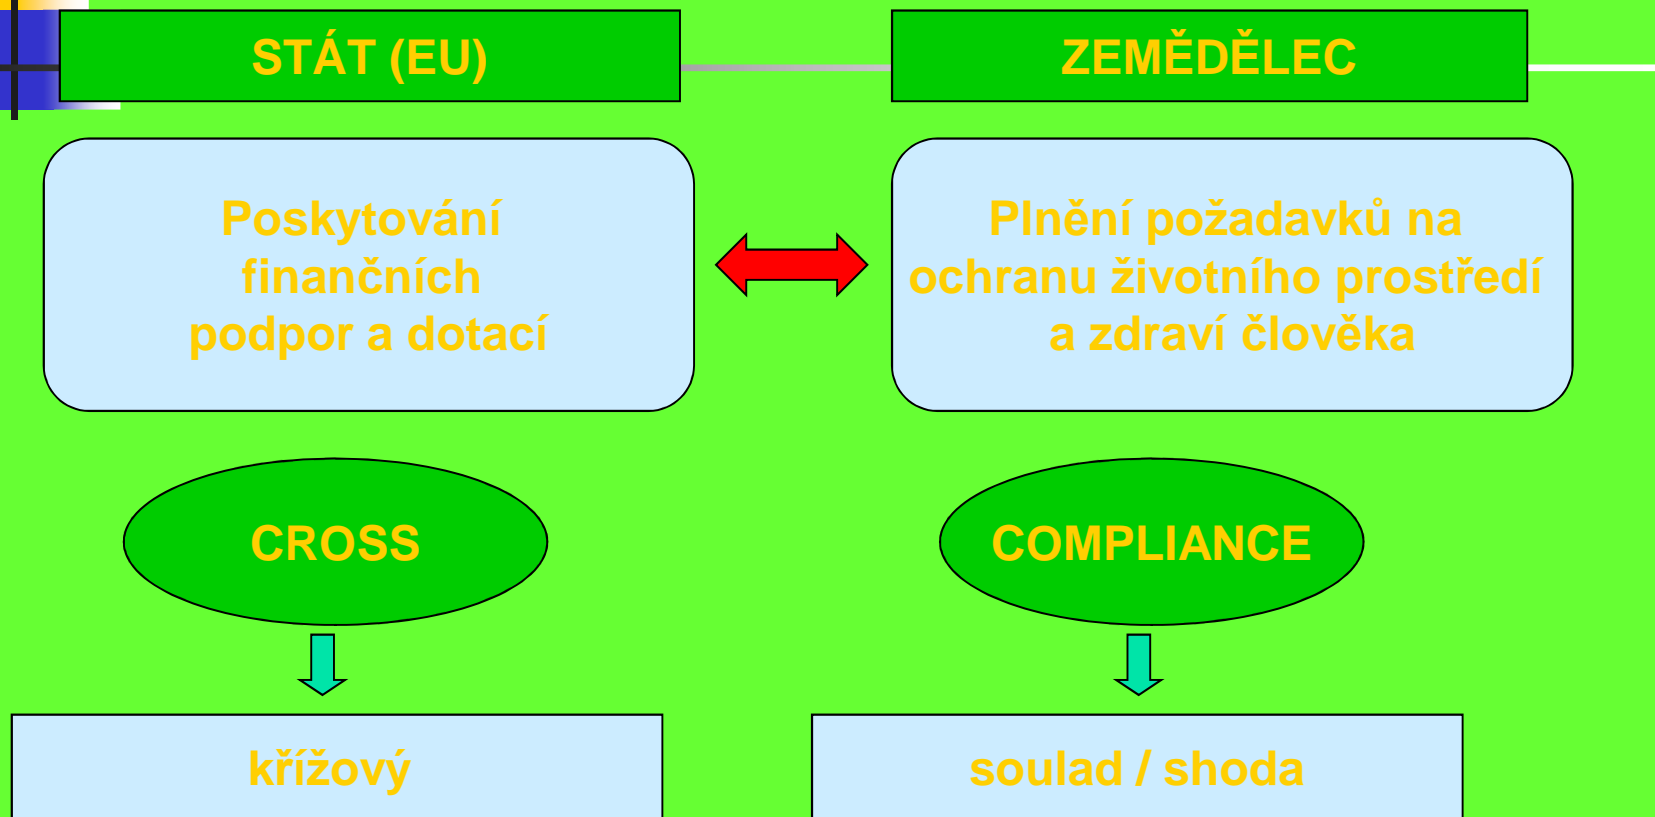 STÁT (EU)
ZEMĚDĚLEC
Poskytování
finančních
podpor a dotací
Plnění požadavků na
ochranu životního prostředí
a zdraví člověka
CROSS
COMPLIANCE
křížový
soulad / shoda